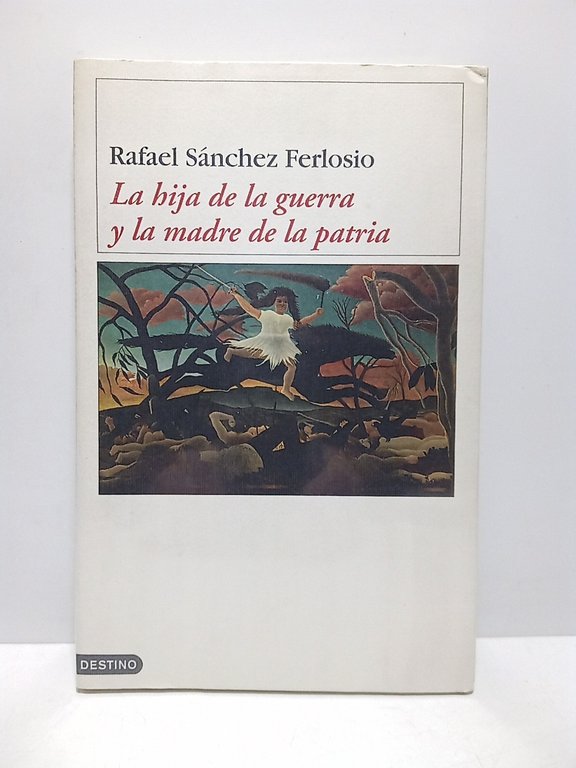 Rafael Sánchez Ferlosio
La hija de la guerra
y la madre de la patria
DESTINO